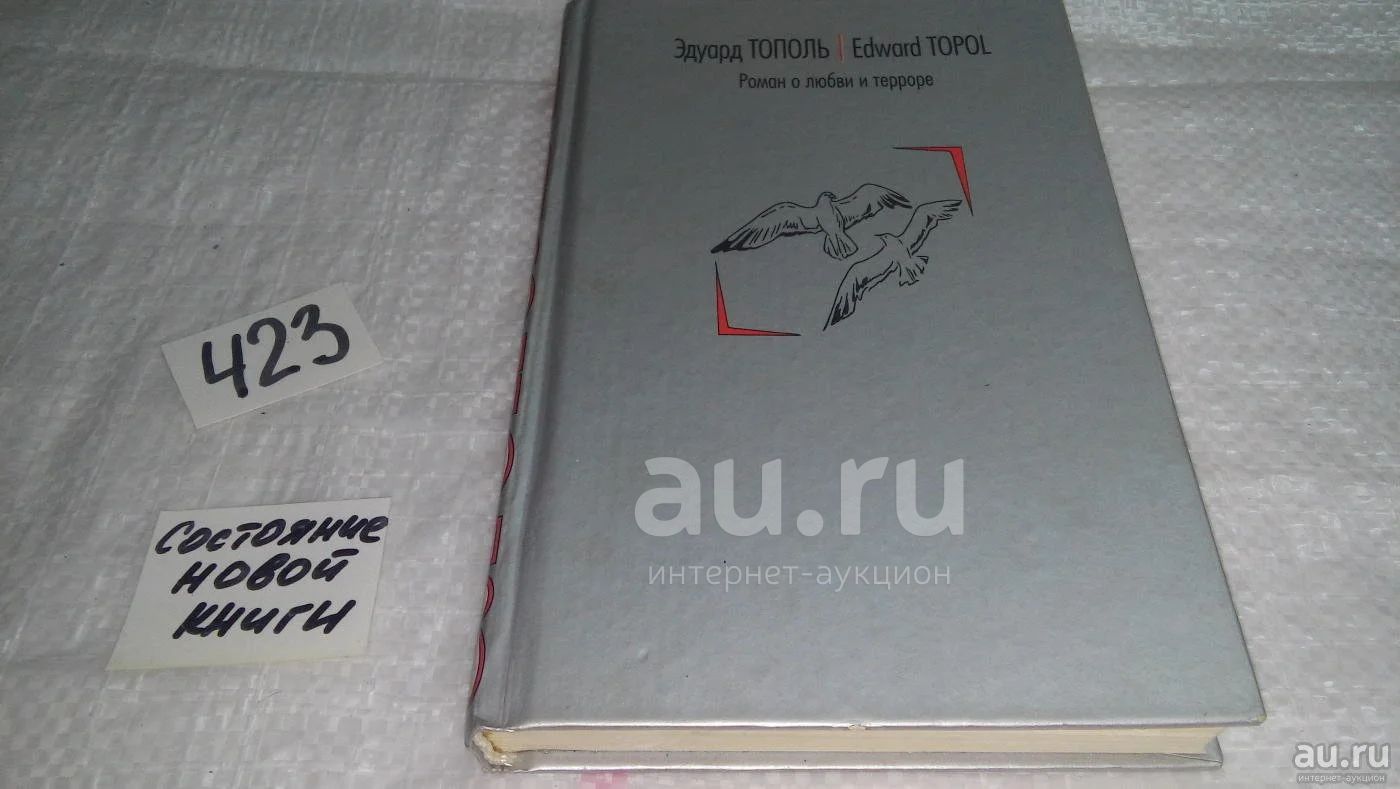 Эдуард ТОПОЛЬ | Edward TOPOL
Роман о любви и терроре
423
Состояние
новой
книги
au.ru
интернет-аукцион
au.ru
интернет-аукцион